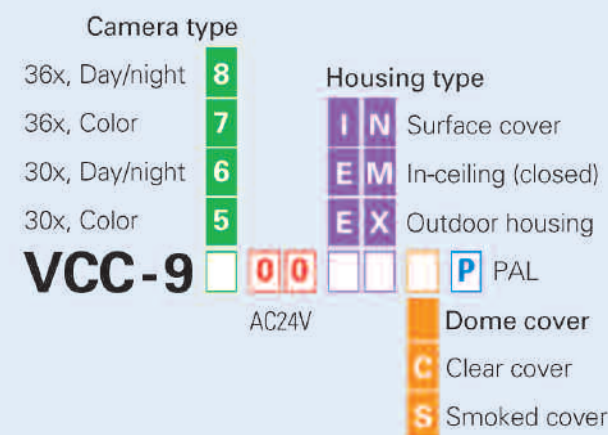 Camera type
36x, Day/night 8
Housing type
36x, Color 7
I N Surface cover
30x, Day/night 6
E M In-ceiling (closed)
30x, Color 5
E X Outdoor housing
VCC-9 0 0 P PAL
AC24V
Dome cover
C Clear cover
S Smoked cover